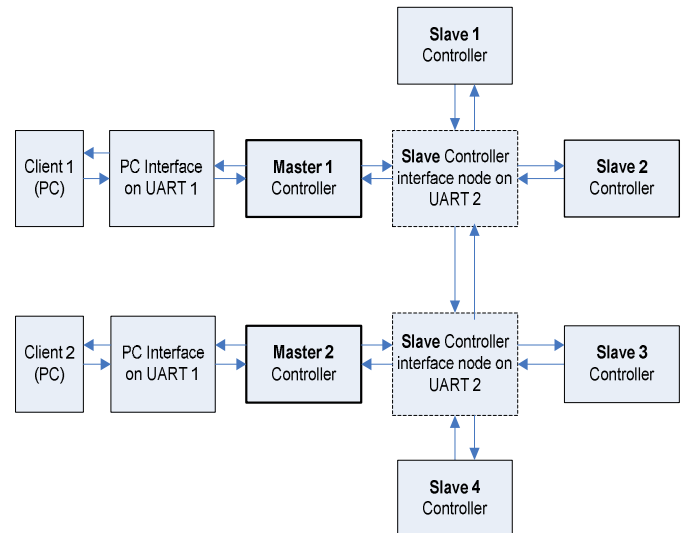 Slave 1
Controller
Client 1
(PC)
PC Interface
on UART 1
Master 1
Controller
Slave Controller
interface node on
UART 2
Slave 2
Controller
Client 2
(PC)
PC Interface
on UART 1
Master 2
Controller
Slave Controller
interface node on
UART 2
Slave 3
Controller
Slave 4
Controller